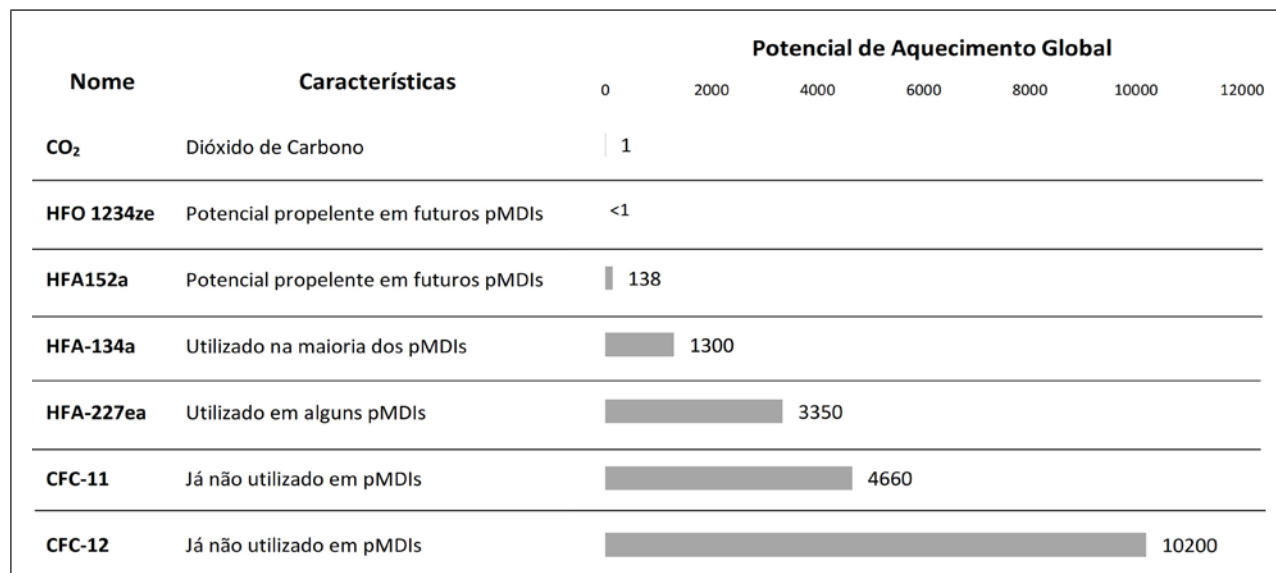 Potencial de Aquecimento Global
Nome Características
0 2000 4000 6000 8000 10000 12000
CO₂ Dióxido de Carbono 1
HFO 1234ze Potencial propelente em futuros pMDIs <1
HFA152a Potencial propelente em futuros pMDIs 138
HFA-134a Utilizado na maioria dos pMDIs 1300
HFA-227ea Utilizado em alguns pMDIs 3350
CFC-11 Já não utilizado em pMDIs 4660
CFC-12 Já não utilizado em pMDIs 10200